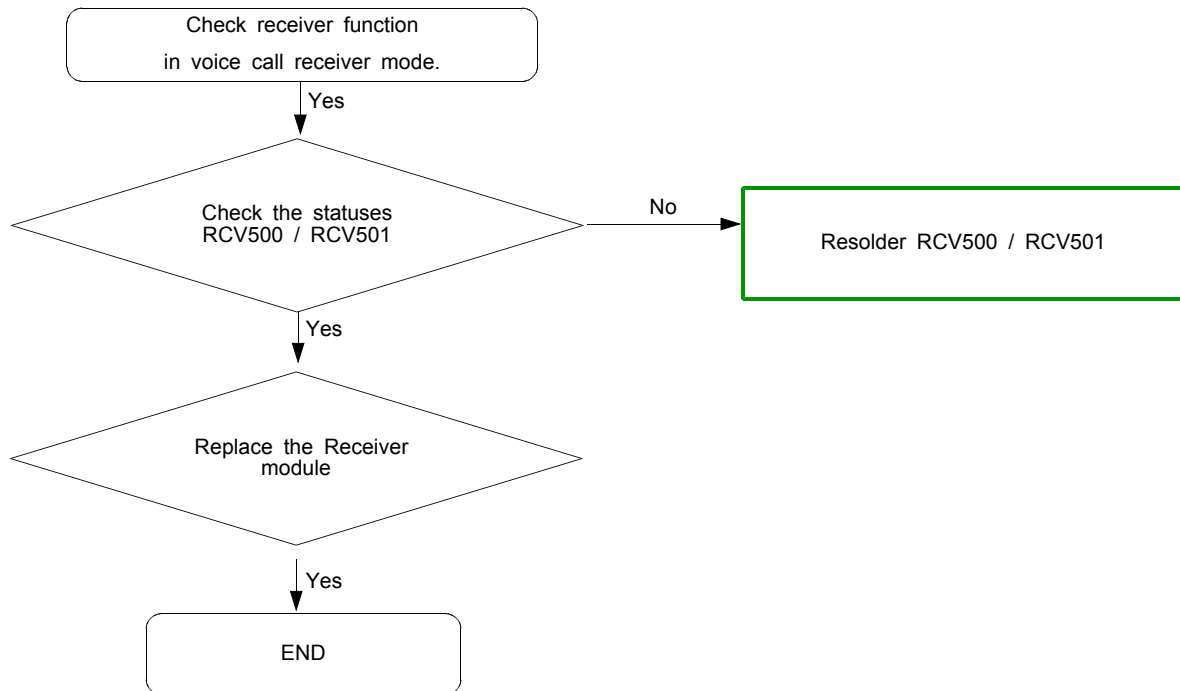 Check receiver function
in voice call receiver mode.
Yes
Check the statuses
RCV500 / RCV501
No
Resolder RCV500 / RCV501
Yes
Replace the Receiver
module
Yes
END